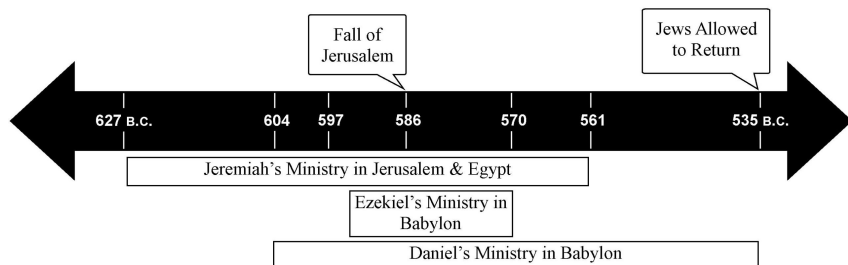 Fall of
Jerusalem
Jews Allowed
to Return
627 B.C. 604 597 586 570 561 535 B.C.
Jeremiah’s Ministry in Jerusalem & Egypt
Ezekiel’s Ministry in
Babylon
Daniel’s Ministry in Babylon